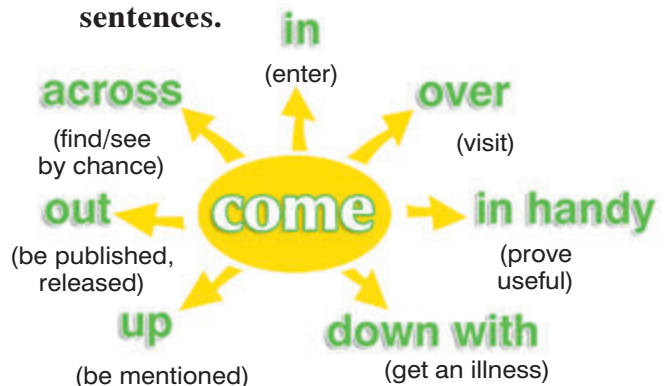 sentences.
in
(enter)
across
(find/see
by chance)
over
(visit)
come
out
(be published,
released)
in handy
(prove
useful)
up
(be mentioned)
down with
(get an illness)